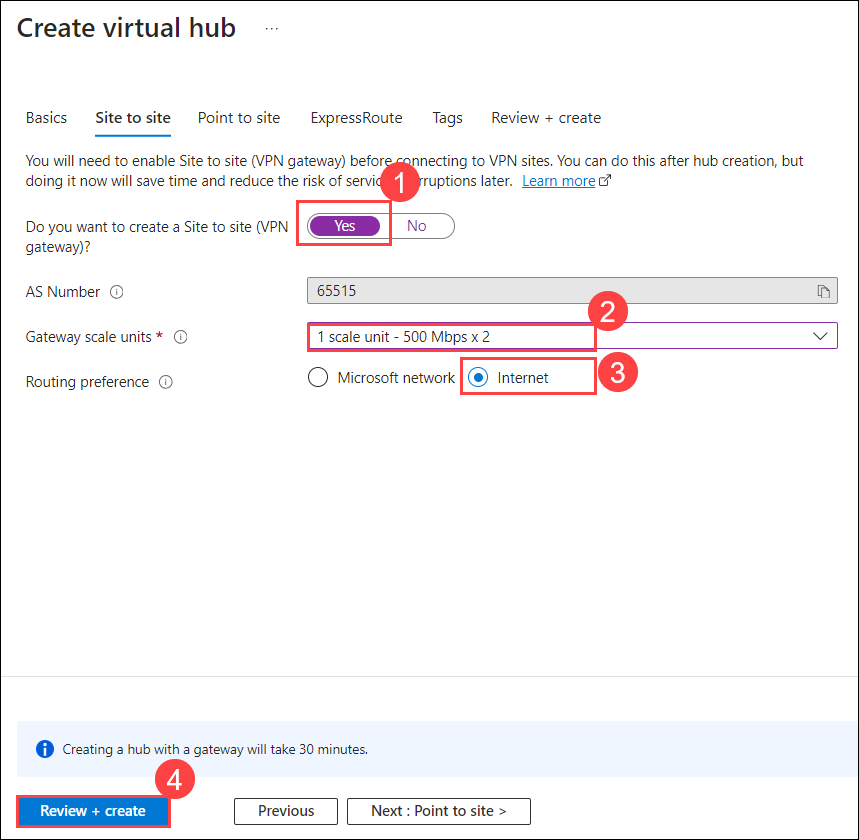 Create virtual hub ...
Basics Site to site Point to site ExpressRoute Tags Review + create
You will need to enable Site to site (VPN gateway) before connecting to VPN sites. You can do this after hub creation, but
doing it now will save time and reduce the risk of service erruptions later. Learn more
1
Do you want to create a Site to site (VPN
gateway)?
Yes No
AS Number 65515
2
Gateway scale units * 1 scale unit - 500 Mbps x 2
Routing preference Microsoft network Internet
3
Creating a hub with a gateway will take 30 minutes.
4
Review + create Previous Next : Point to site >